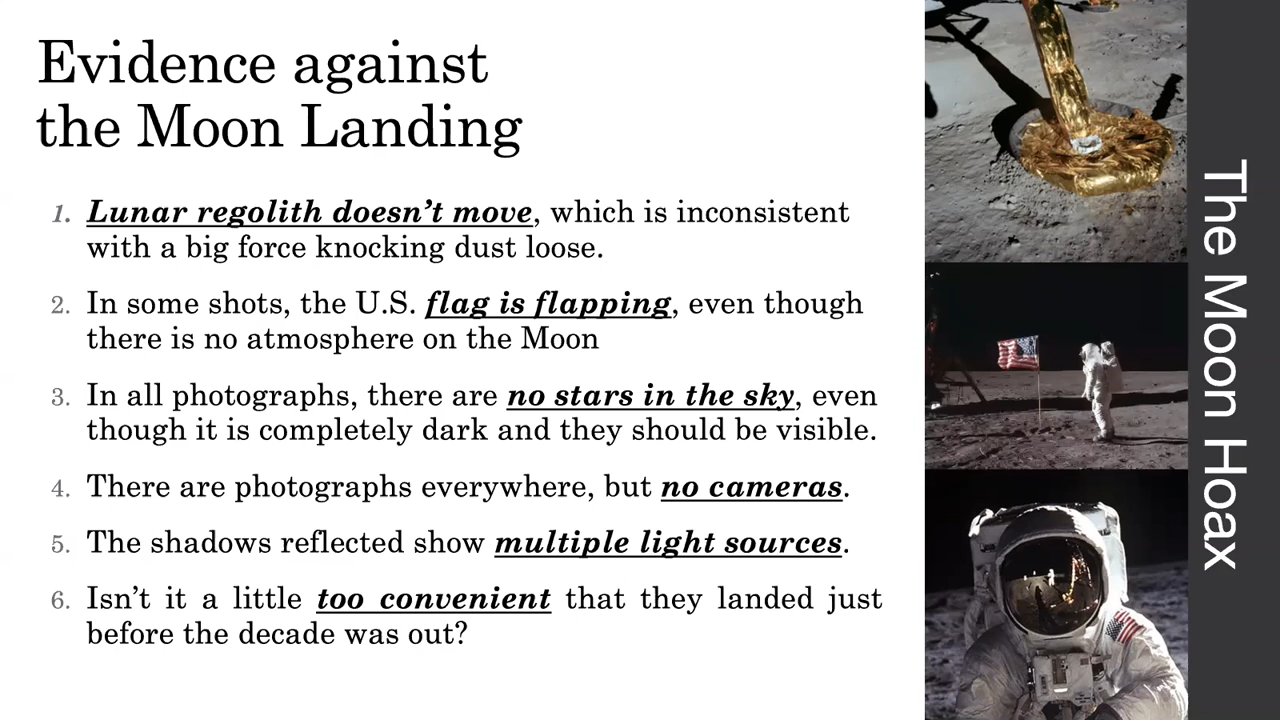 Evidence against
the Moon Landing
1. Lunar regolith doesn’t move, which is inconsistent
with a big force knocking dust loose.
2. In some shots, the U.S. flag is flapping, even though
there is no atmosphere on the Moon
3. In all photographs, there are no stars in the sky, even
though it is completely dark and they should be visible.
4. There are photographs everywhere, but no cameras.
5. The shadows reflected show multiple light sources.
6. Isn’t it a little too convenient that they landed just
before the decade was out?
The Moon Hoax